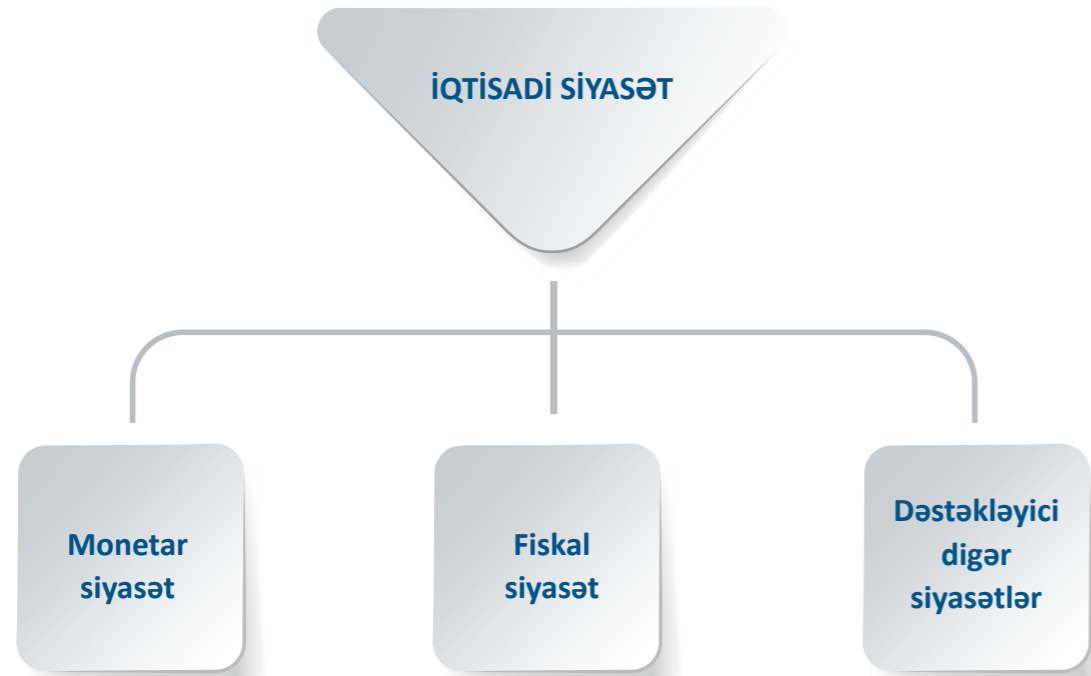 İQTİSADİ SİYASƏT
Monetar
siyasət
Fiskal
siyasət
Dəstəkləyici
digər
siyasətlər